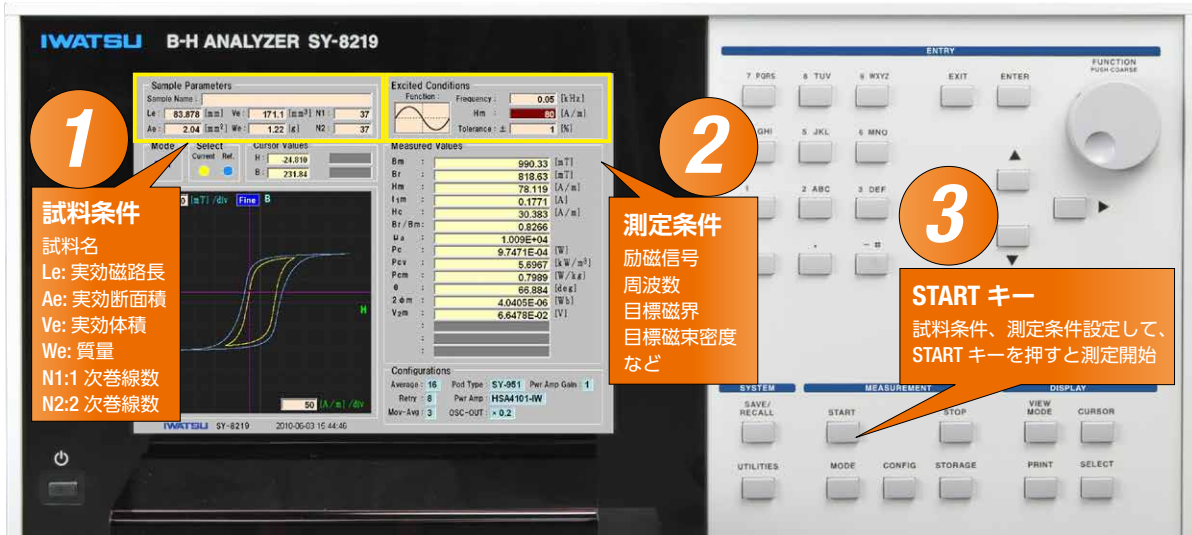 IWATSU B-H ANALYZER SY-8219
Sample Parameters
Sample Name :
Le : 83.878 [mm] Ve : 171.1 [mm³] N1 : 37
Ae : 2.04 [mm²] We : 1.22 [g] N2 : 37
Mode Select Cursor Values
Current Ref.
H : -24.810
B : 231.84
[mT]/div Fine B
H
50 [A/m]/div
IWATSU SY-8219 2010-06-03 15:44:46
Excited Conditions
Function :
Frequency : 0.05 [kHz]
Hm : 80 [A/m]
Tolerance : ± 1 [%]
Measured Values
Bm : 990.33 [mT]
Br : 818.63 [mT]
Hm : 78.119 [A/m]
I1m : 0.1771 [A]
Hc : 30.383 [A/m]
Br/Bm : 0.8266
μa : 1.009E+04
Pc : 9.7471E-04 [W]
Pcv : 5.6967 [kW/m³]
Pcm : 0.7989 [W/kg]
θ : 66.884 [deg]
2Φm : 4.0405E-06 [Wb]
V2m : 6.6478E-02 [V]
:
:
:
Configurations
Average : 16 Pod Type : SY-951 Pwr Amp Gain : 1
Retry : 8 Pwr Amp : HSA4101-IW
Mov-Avg : 3 OSC-OUT : × 0.2
1
試料条件
試料名
Le: 実効磁路長
Ae: 実効断面積
Ve: 実効体積
We: 質量
N1:1 次巻線数
N2:2 次巻線数
2
測定条件
励磁信号
周波数
目標磁界
目標磁束密度
など
3
START キー
試料条件、測定条件設定して、
START キーを押すと測定開始
ENTRY
7 PQRS 8 TUV 9 WXYZ EXIT ENTER
FUNCTION
PUSH COARSE
GHI 5 JKL 6 MNO
1 2 ABC 3 DEF
. - #
SYSTEM MEASUREMENT DISPLAY
SAVE/
RECALL
START STOP
VIEW
MODE
CURSOR
UTILITIES MODE CONFIG STORAGE PRINT SELECT